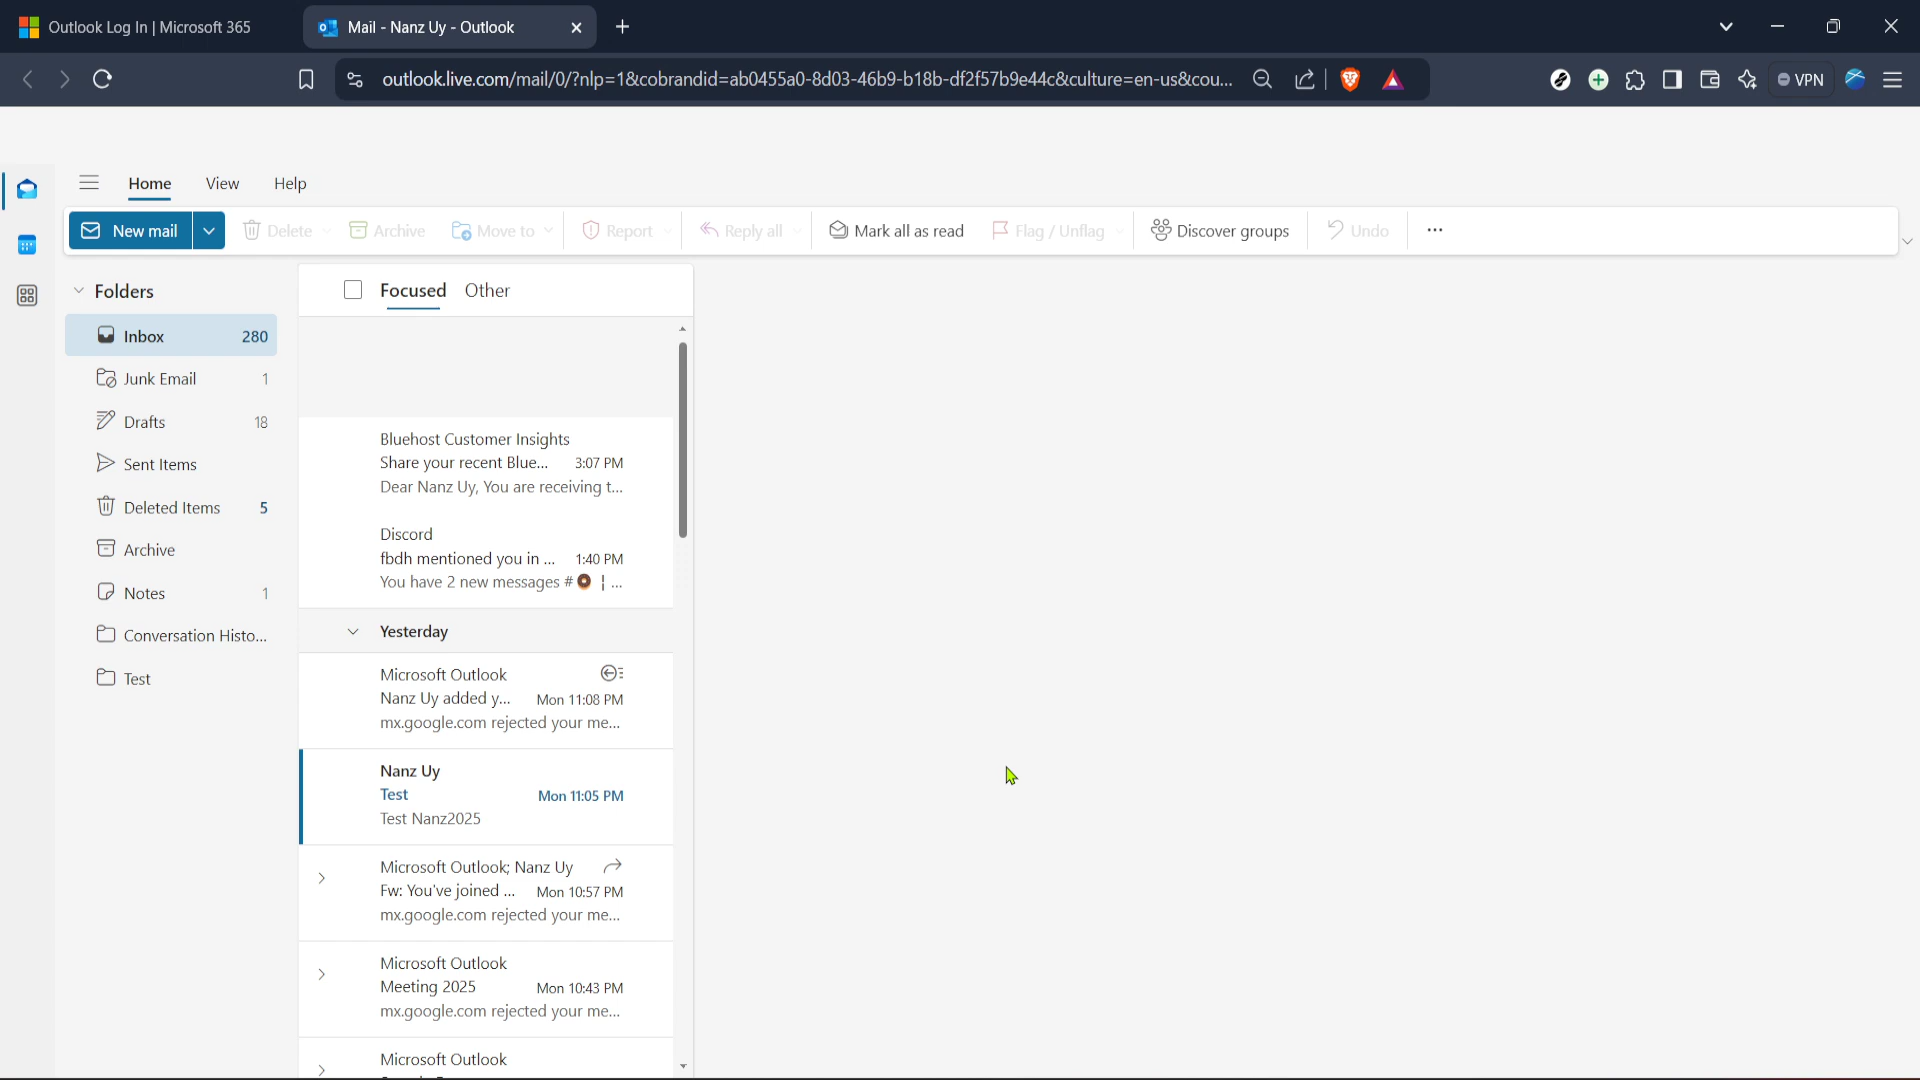 Outlook Log In | Microsoft 365
Mail - Nanz Uy - Outlook
outlook.live.com/mail/0/?nlp=1&cobrandid=ab0455a0-8d03-46b9-b18b-df2f57b9e44c&culture=en-us&cou...
VPN
Home View Help
New mail Delete Archive Move to Report Reply all Mark all as read Flag / Unflag Discover groups Undo ...
Folders
Inbox 280
Junk Email 1
Drafts 18
Sent Items
Deleted Items 5
Archive
Notes 1
Conversation Histo...
Test
Focused Other
Bluehost Customer Insights
Share your recent Blue... 3:07 PM
Dear Nanz Uy, You are receiving t...
Discord
fbdh mentioned you in ... 1:40 PM
You have 2 new messages #🍩 ¦ ...
Yesterday
Microsoft Outlook
Nanz Uy added y... Mon 11:08 PM
mx.google.com rejected your me...
Nanz Uy
Test Mon 11:05 PM
Test Nanz2025
Microsoft Outlook; Nanz Uy
Fw: You've joined ... Mon 10:57 PM
mx.google.com rejected your me...
Microsoft Outlook
Meeting 2025 Mon 10:43 PM
mx.google.com rejected your me...
Microsoft Outlook